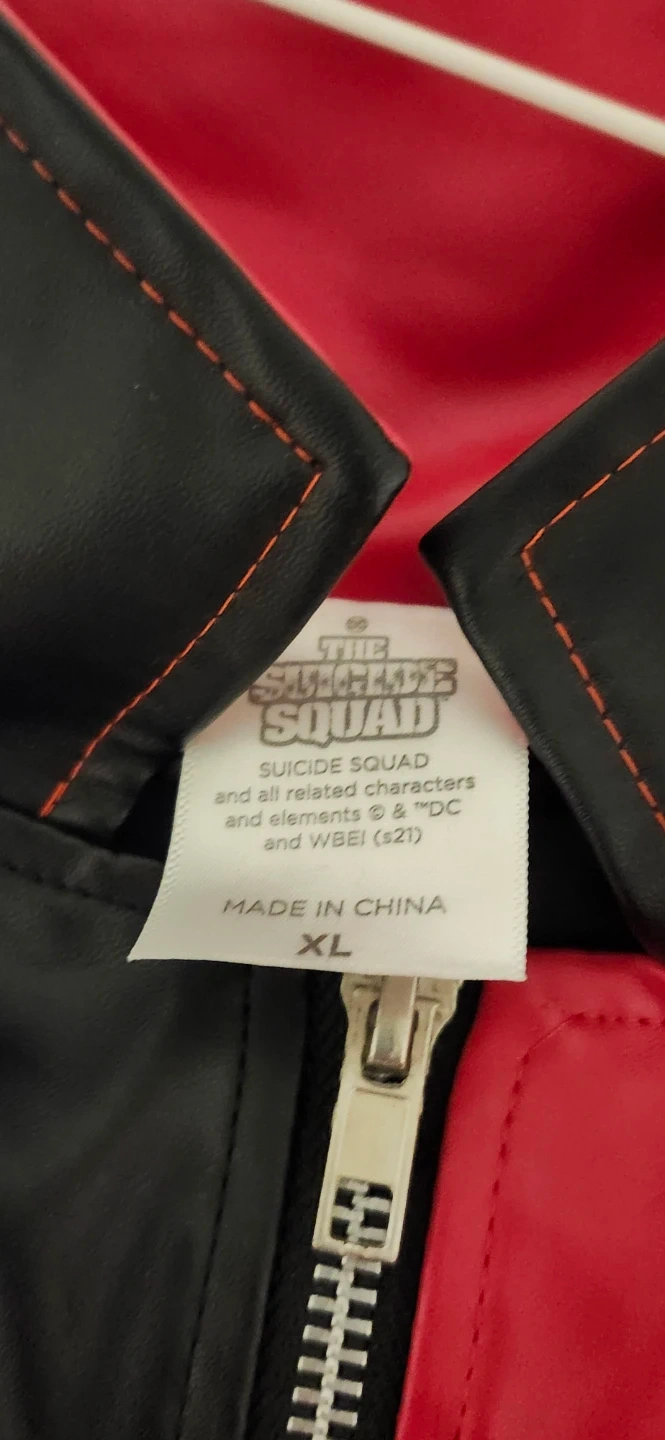 THE
SUICIDE
SQUAD
SUICIDE SQUAD
and all related characters
and elements © & ™DC
and WBEI (s21)
MADE IN CHINA
XL